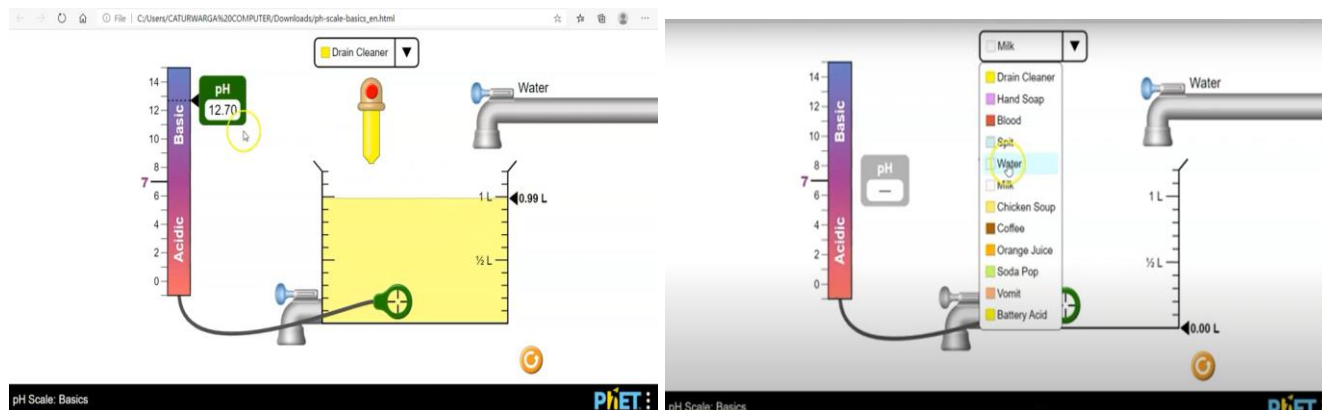 File | C:/Users/CATURWARGA%20COMPUTER/Downloads/ph-scale-basics_en.html
Drain Cleaner
14
12
10
8
7
6
4
2
0
Basic
Acidic
pH
12.70
Water
1 L
0.99 L
½ L
pH Scale: Basics
PhET
Milk
Drain Cleaner
Hand Soap
Blood
Spit
Water
Milk
Chicken Soup
Coffee
Orange Juice
Soda Pop
Vomit
Battery Acid
14
12
10
8
7
6
4
2
0
Basic
Acidic
pH
—
Water
1 L
½ L
0.00 L
pH Scale: Basics
PhET